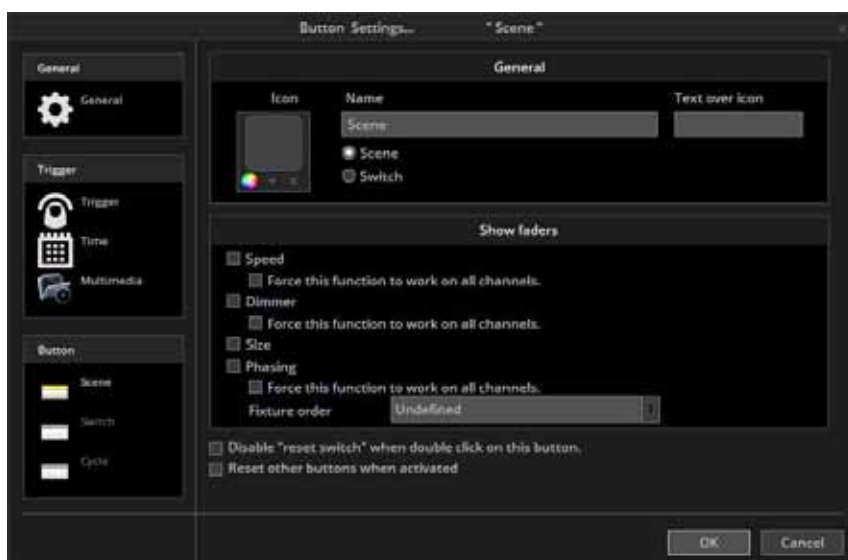 Button Settings... "Scene"
General
General
Trigger
Trigger
Time
Multimedia
Button
Scene
Switch
Cycle
General
Icon Name Text over icon
Scene
Scene
Switch
Show faders
Speed
Force this function to work on all channels.
Dimmer
Force this function to work on all channels.
Size
Phasing
Force this function to work on all channels.
Fixture order Undefined
Disable "reset switch" when double click on this button.
Reset other buttons when activated
OK Cancel